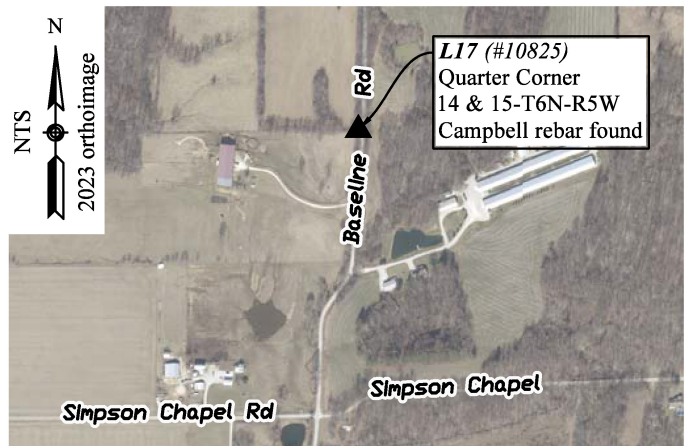 N
NTS
2023 orthoimage
L17 (#10825)
Quarter Corner
14 & 15-T6N-R5W
Campbell rebar found
Baseline Rd
Simpson Chapel
Simpson Chapel Rd